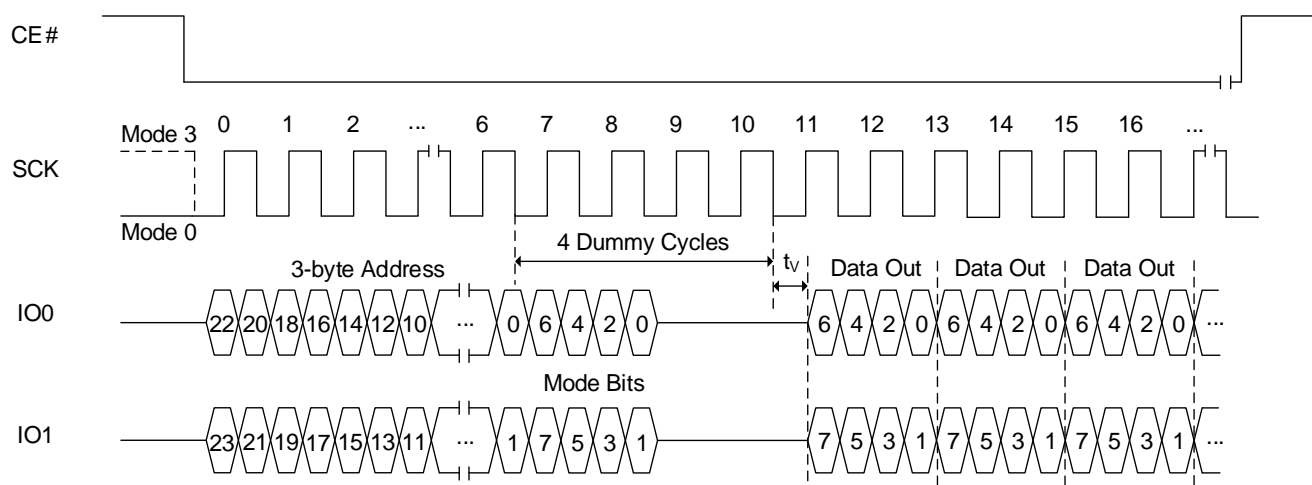 CE#
Mode 3 0 1 2 ... 6 7 8 9 10 11 12 13 14 15 16 ...
SCK
Mode 0
4 Dummy Cycles
3-byte Address tV Data Out Data Out Data Out
IO0 22 20 18 16 14 12 10 ... 0 6 4 2 0 6 4 2 0 6 4 2 0 6 4 2 0 ...
Mode Bits
IO1 23 21 19 17 15 13 11 ... 1 7 5 3 1 7 5 3 1 7 5 3 1 7 5 3 1 ...